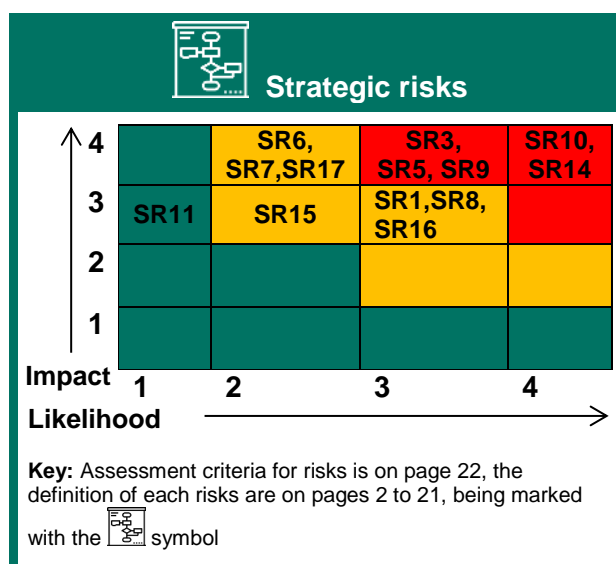 Strategic risks
4
SR6,
SR7,SR17
SR3,
SR5, SR9
SR10,
SR14
3
SR11
SR15
SR1,SR8,
SR16
2
1
Impact
1
2
3
4
Likelihood
Key: Assessment criteria for risks is on page 22, the
definition of each risks are on pages 2 to 21, being marked
with the symbol